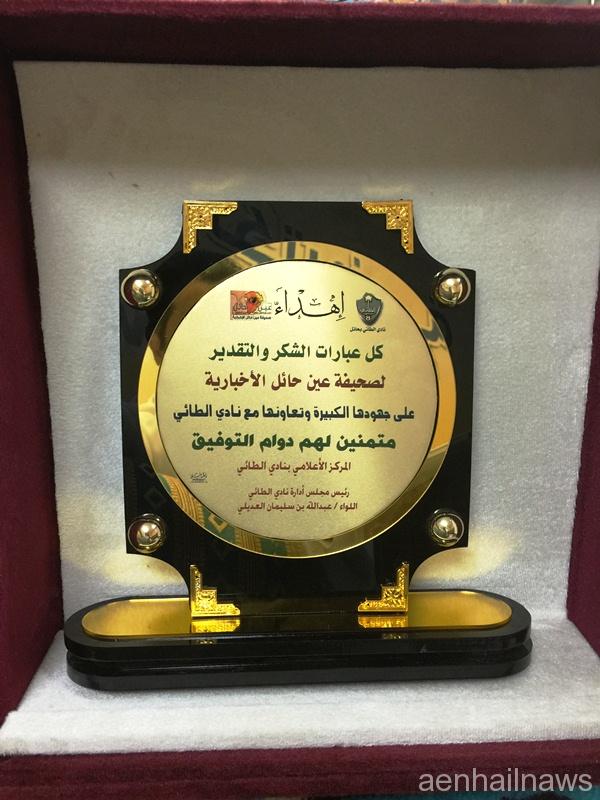 إهداء
نادي الطائي بحائل
كل عبارات الشكر والتقدير
لصحيفة عين حائل الأخبارية
على جهودها الكبيرة وتعاونها مع نادي الطائي
متمنين لهم دوام التوفيق
المركز الأعلامي بنادي الطائي
رئيس مجلس أدارة نادي الطائي
اللواء / عبدالله بن سليمان العديلي
aenhailnaws